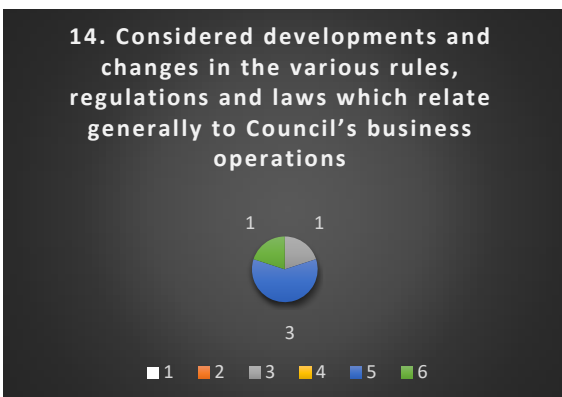 14. Considered developments and
changes in the various rules,
regulations and laws which relate
generally to Council’s business
operations
1 1
3
1 2 3 4 5 6